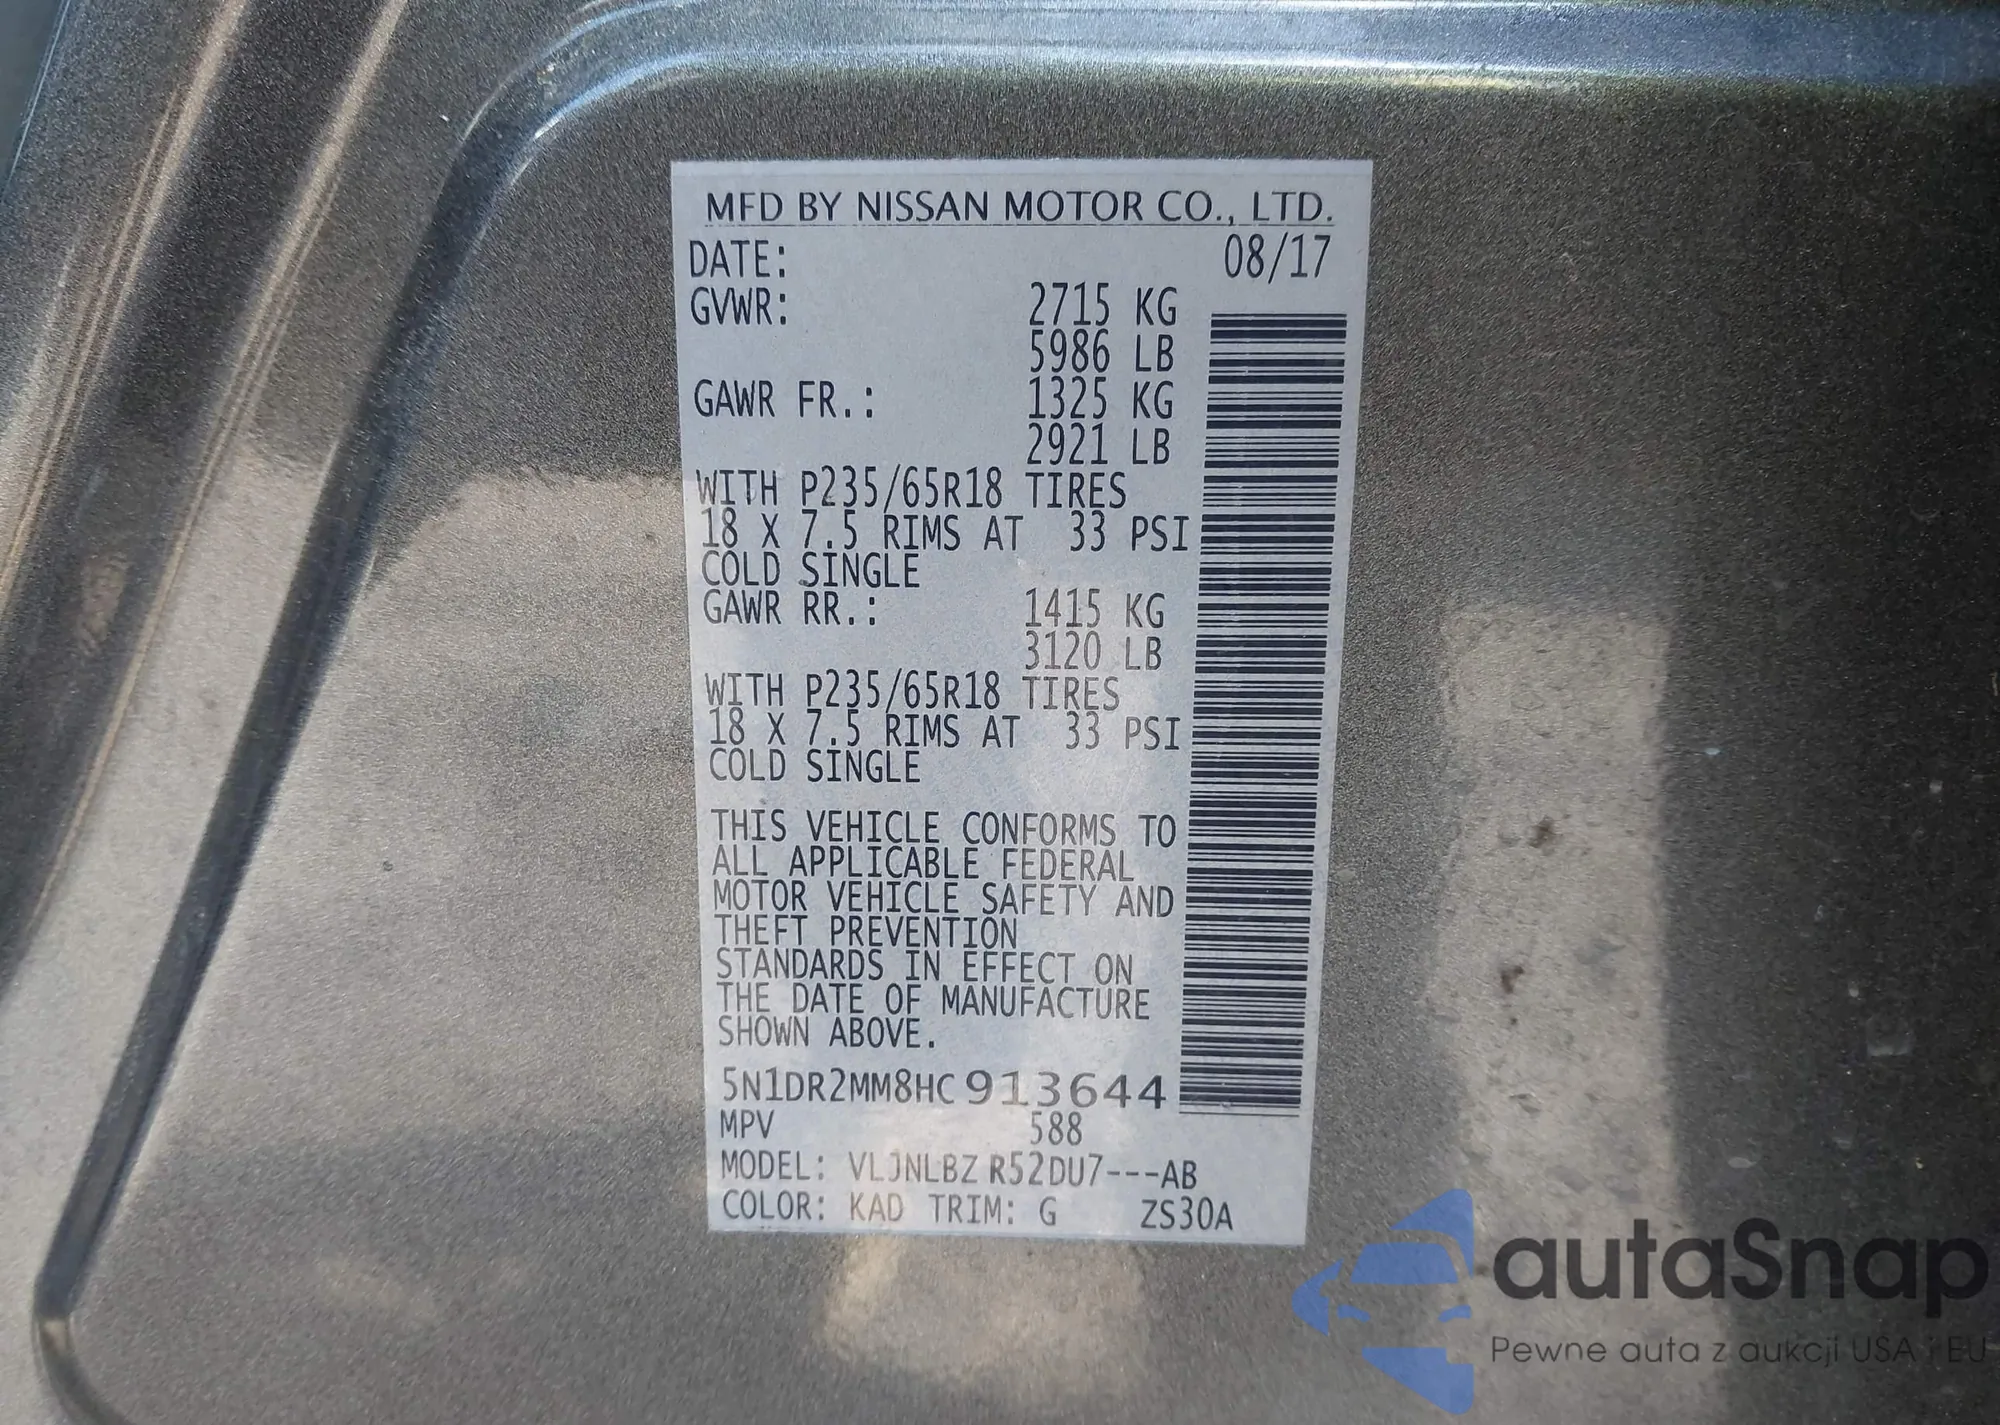 MFD BY NISSAN MOTOR CO., LTD.
DATE: 08/17
GVWR: 2715 KG
5986 LB
GAWR FR.: 1325 KG
2921 LB
WITH P235/65R18 TIRES
18 X 7.5 RIMS AT 33 PSI
COLD SINGLE
GAWR RR.: 1415 KG
3120 LB
WITH P235/65R18 TIRES
18 X 7.5 RIMS AT 33 PSI
COLD SINGLE
THIS VEHICLE CONFORMS TO
ALL APPLICABLE FEDERAL
MOTOR VEHICLE SAFETY AND
THEFT PREVENTION
STANDARDS IN EFFECT ON
THE DATE OF MANUFACTURE
SHOWN ABOVE.
5N1DR2MM8HC913644
MPV 588
MODEL: VLJNLBZ R52DU7---AB
COLOR: KAD TRIM: G ZS30A
autaSnap
Pewne auta z aukcji USA i EU